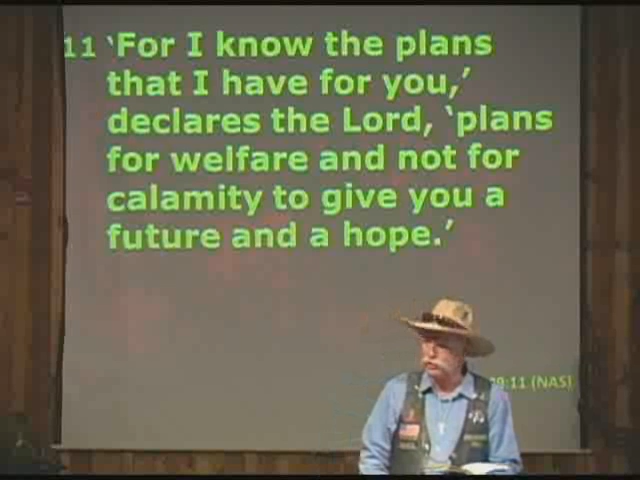 11 ‘For I know the plans
that I have for you,’
declares the Lord, ‘plans
for welfare and not for
calamity to give you a
future and a hope.’
9:11 (NAS)